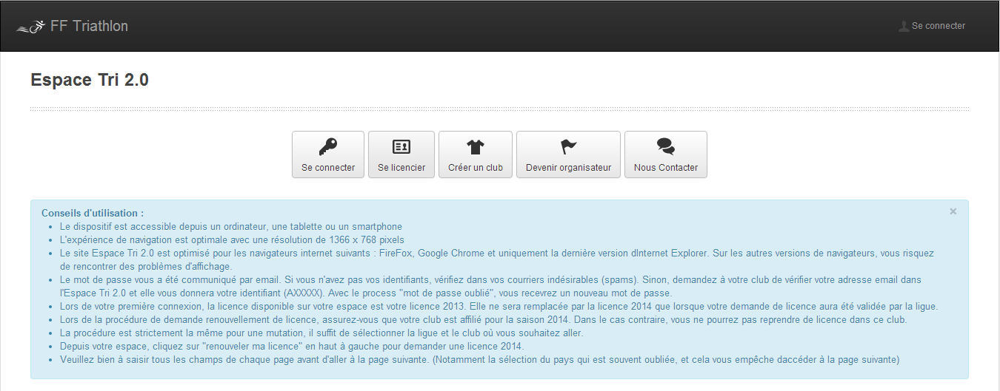 FF Triathlon
Se connecter
Espace Tri 2.0
Se connecter
Se licencier
Créer un club
Devenir organisateur
Nous Contacter
×
Conseils d'utilisation :
• Le dispositif est accessible depuis un ordinateur, une tablette ou un smartphone
• L'expérience de navigation est optimale avec une résolution de 1366 x 768 pixels
• Le site Espace Tri 2.0 est optimisé pour les navigateurs internet suivants : FireFox, Google Chrome et uniquement la dernière version dInternet Explorer. Sur les autres versions de navigateurs, vous risquez
de rencontrer des problèmes d'affichage.
• Le mot de passe vous a été communiqué par email. Si vous n'avez pas vos identifiants, vérifiez dans vos courriers indésirables (spams). Sinon, demandez à votre club de vérifier votre adresse email dans
l'Espace Tri 2.0 et elle vous donnera votre identifiant (AXXXXX). Avec le process "mot de passe oublié", vous recevrez un nouveau mot de passe.
• Lors de votre première connexion, la licence disponible sur votre espace est votre licence 2013. Elle ne sera remplacée par la licence 2014 que lorsque votre demande de licence aura été validée par la ligue.
• Lors de la procédure de demande renouvellement de licence, assurez-vous que votre club est affilié pour la saison 2014. Dans le cas contraire, vous ne pourrez pas reprendre de licence dans ce club.
• La procédure est strictement la même pour une mutation, il suffit de sélectionner la ligue et le club où vous souhaitez aller.
• Depuis votre espace, cliquez sur "renouveler ma licence" en haut à gauche pour demander une licence 2014.
• Veuillez bien à saisir tous les champs de chaque page avant d'aller à la page suivante. (Notamment la sélection du pays qui est souvent oubliée, et cela vous empêche daccéder à la page suivante)